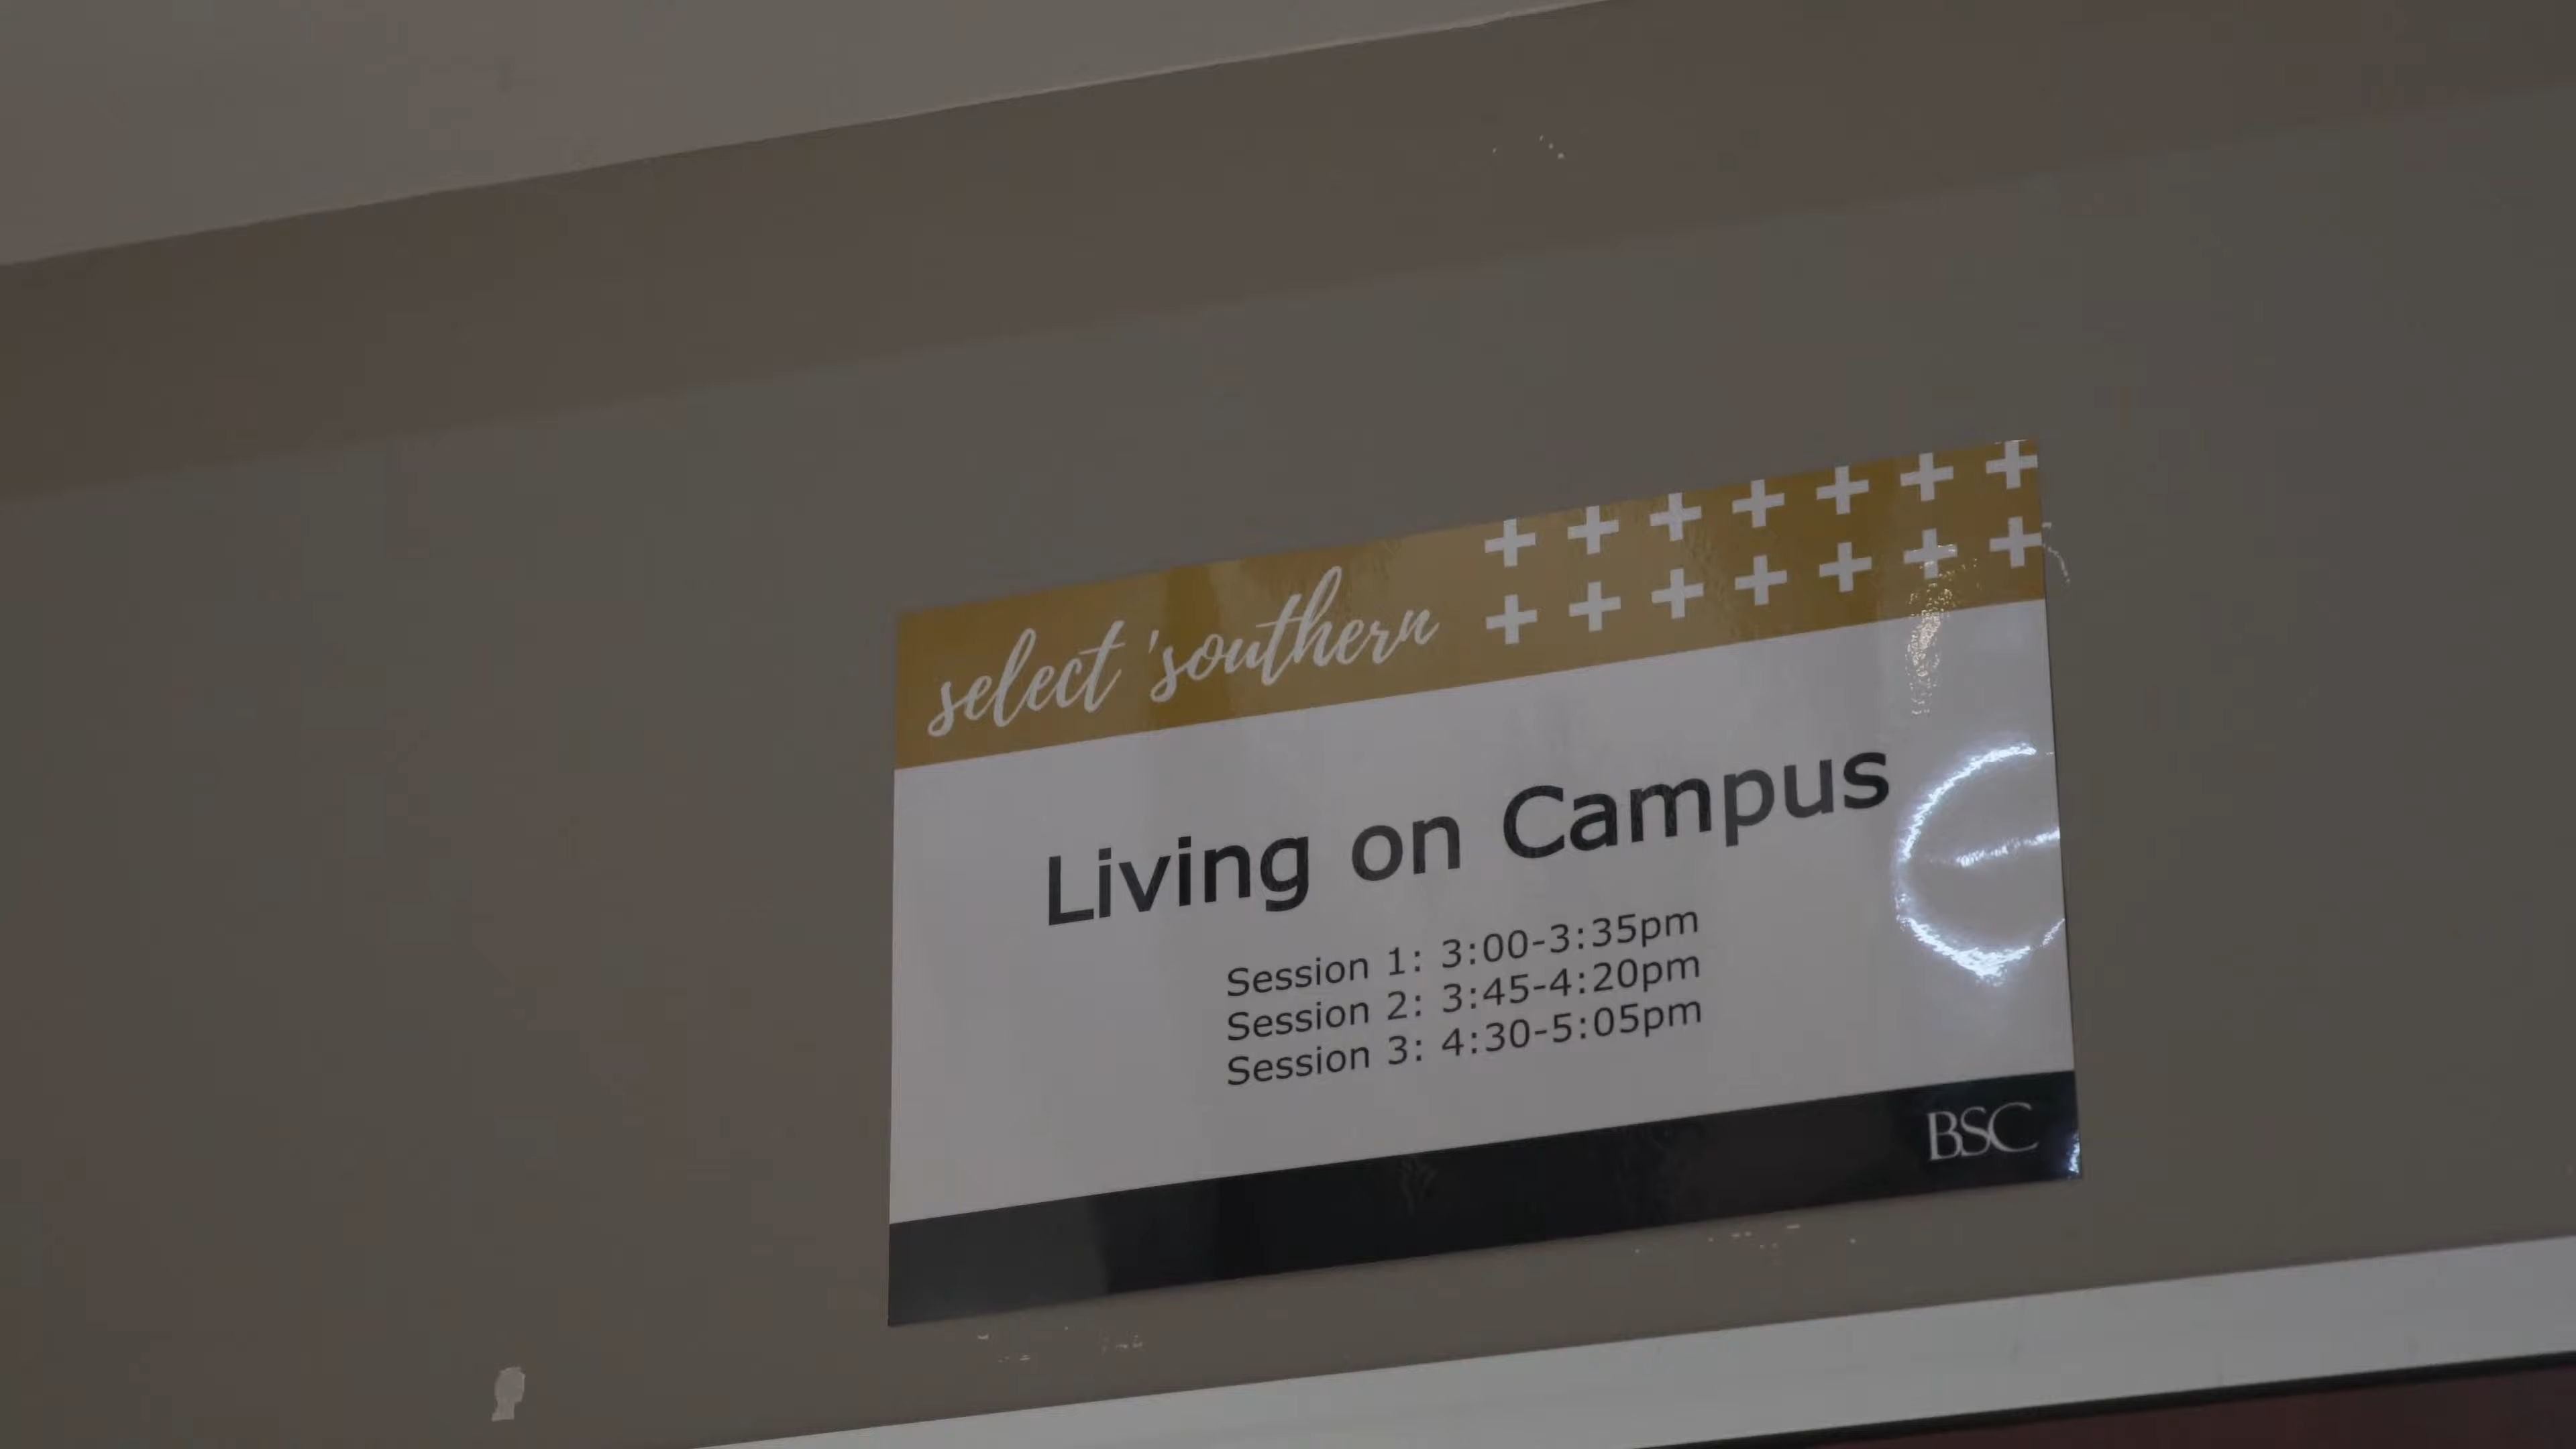 select 'southern
Living on Campus
Session 1: 3:00-3:35pm
Session 2: 3:45-4:20pm
Session 3: 4:30-5:05pm
BSC